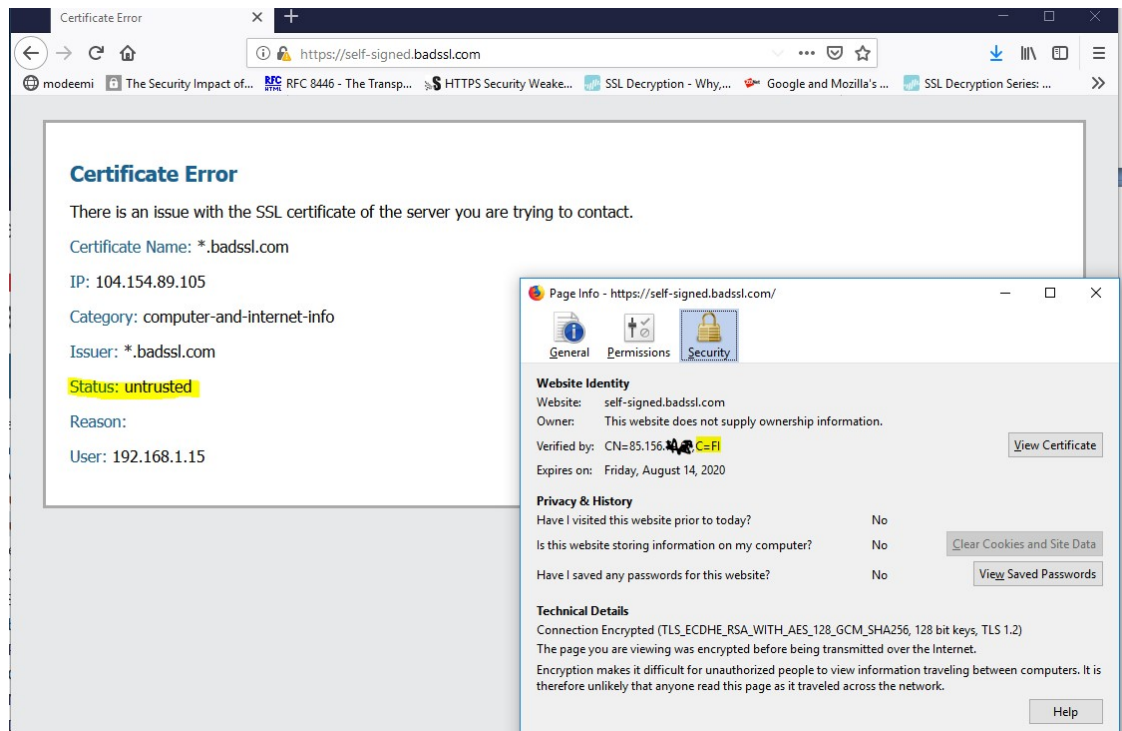 Certificate Error
https://self-signed.badssl.com
modeemi The Security Impact of... RFC HTML RFC 8446 - The Transp... S HTTPS Security Weake... SSL Decryption - Why,... Google and Mozilla's ... SSL Decryption Series: ...
Certificate Error
There is an issue with the SSL certificate of the server you are trying to contact.
Certificate Name: *.badssl.com
IP: 104.154.89.105
Category: computer-and-internet-info
Issuer: *.badssl.com
Status: untrusted
Reason:
User: 192.168.1.15
Page Info - https://self-signed.badssl.com/
General Permissions Security
Website Identity
Website: self-signed.badssl.com
Owner: This website does not supply ownership information.
Verified by: CN=85.156. ,C=FI View Certificate
Expires on: Friday, August 14, 2020
Privacy & History
Have I visited this website prior to today? No
Is this website storing information on my computer? No Clear Cookies and Site Data
Have I saved any passwords for this website? No View Saved Passwords
Technical Details
Connection Encrypted (TLS_ECDHE_RSA_WITH_AES_128_GCM_SHA256, 128 bit keys, TLS 1.2)
The page you are viewing was encrypted before being transmitted over the Internet.
Encryption makes it difficult for unauthorized people to view information traveling between computers. It is
therefore unlikely that anyone read this page as it traveled across the network.
Help